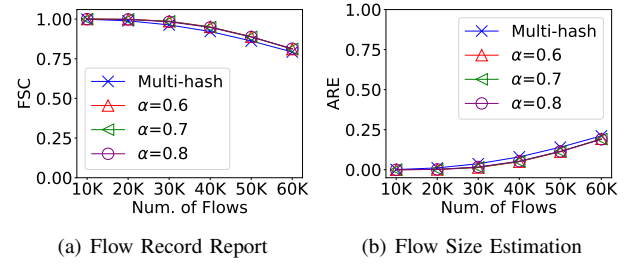 FSC
1.00
0.75
0.50
0.25
0.00
Multi-hash
α=0.6
α=0.7
α=0.8
10K 20K 30K 40K 50K 60K
Num. of Flows
(a) Flow Record Report
ARE
1.00
0.75
0.50
0.25
0.00
Multi-hash
α=0.6
α=0.7
α=0.8
10K 20K 30K 40K 50K 60K
Num. of Flows
(b) Flow Size Estimation